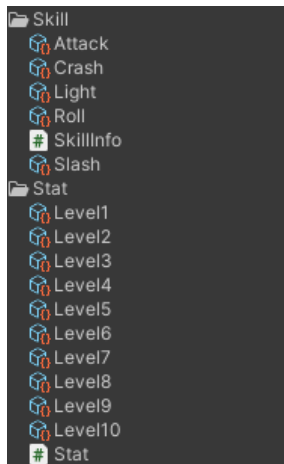 Skill
Attack
Crash
Light
Roll
# SkillInfo
Slash
Stat
Level1
Level2
Level3
Level4
Level5
Level6
Level7
Level8
Level9
Level10
# Stat